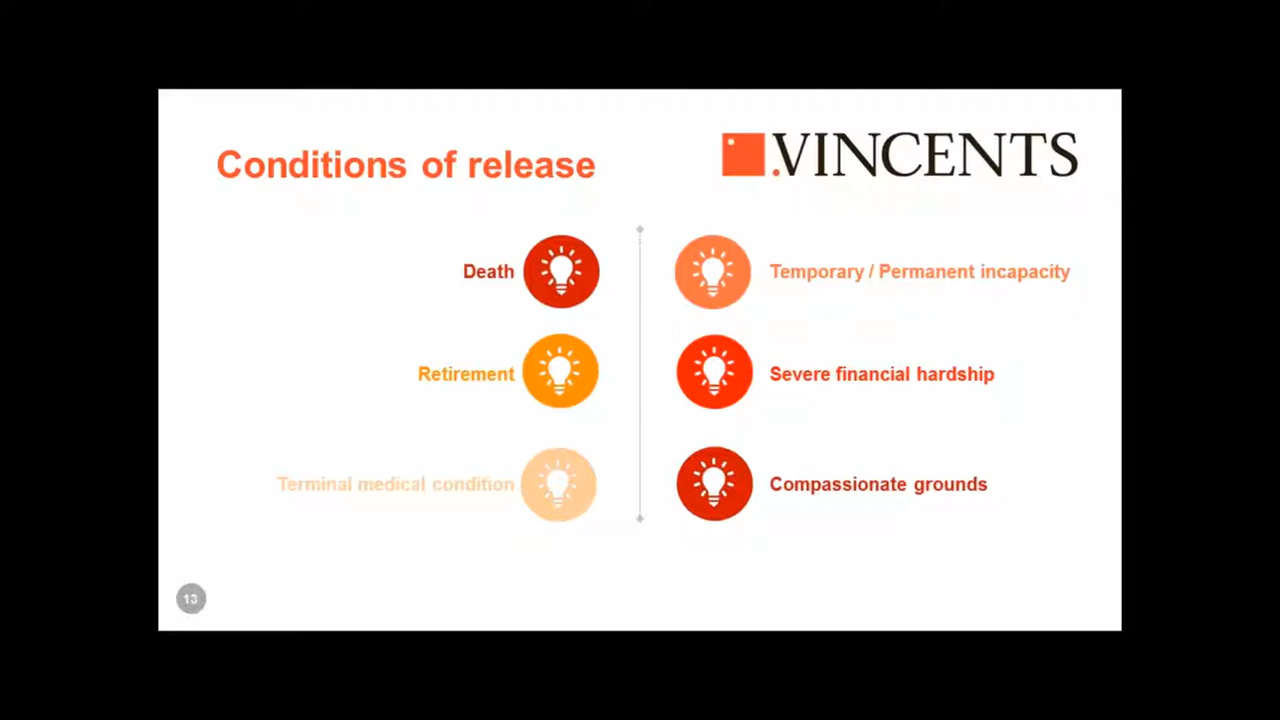 Conditions of release
.VINCENTS
Death
Temporary / Permanent incapacity
Retirement
Severe financial hardship
Terminal medical condition
Compassionate grounds
13